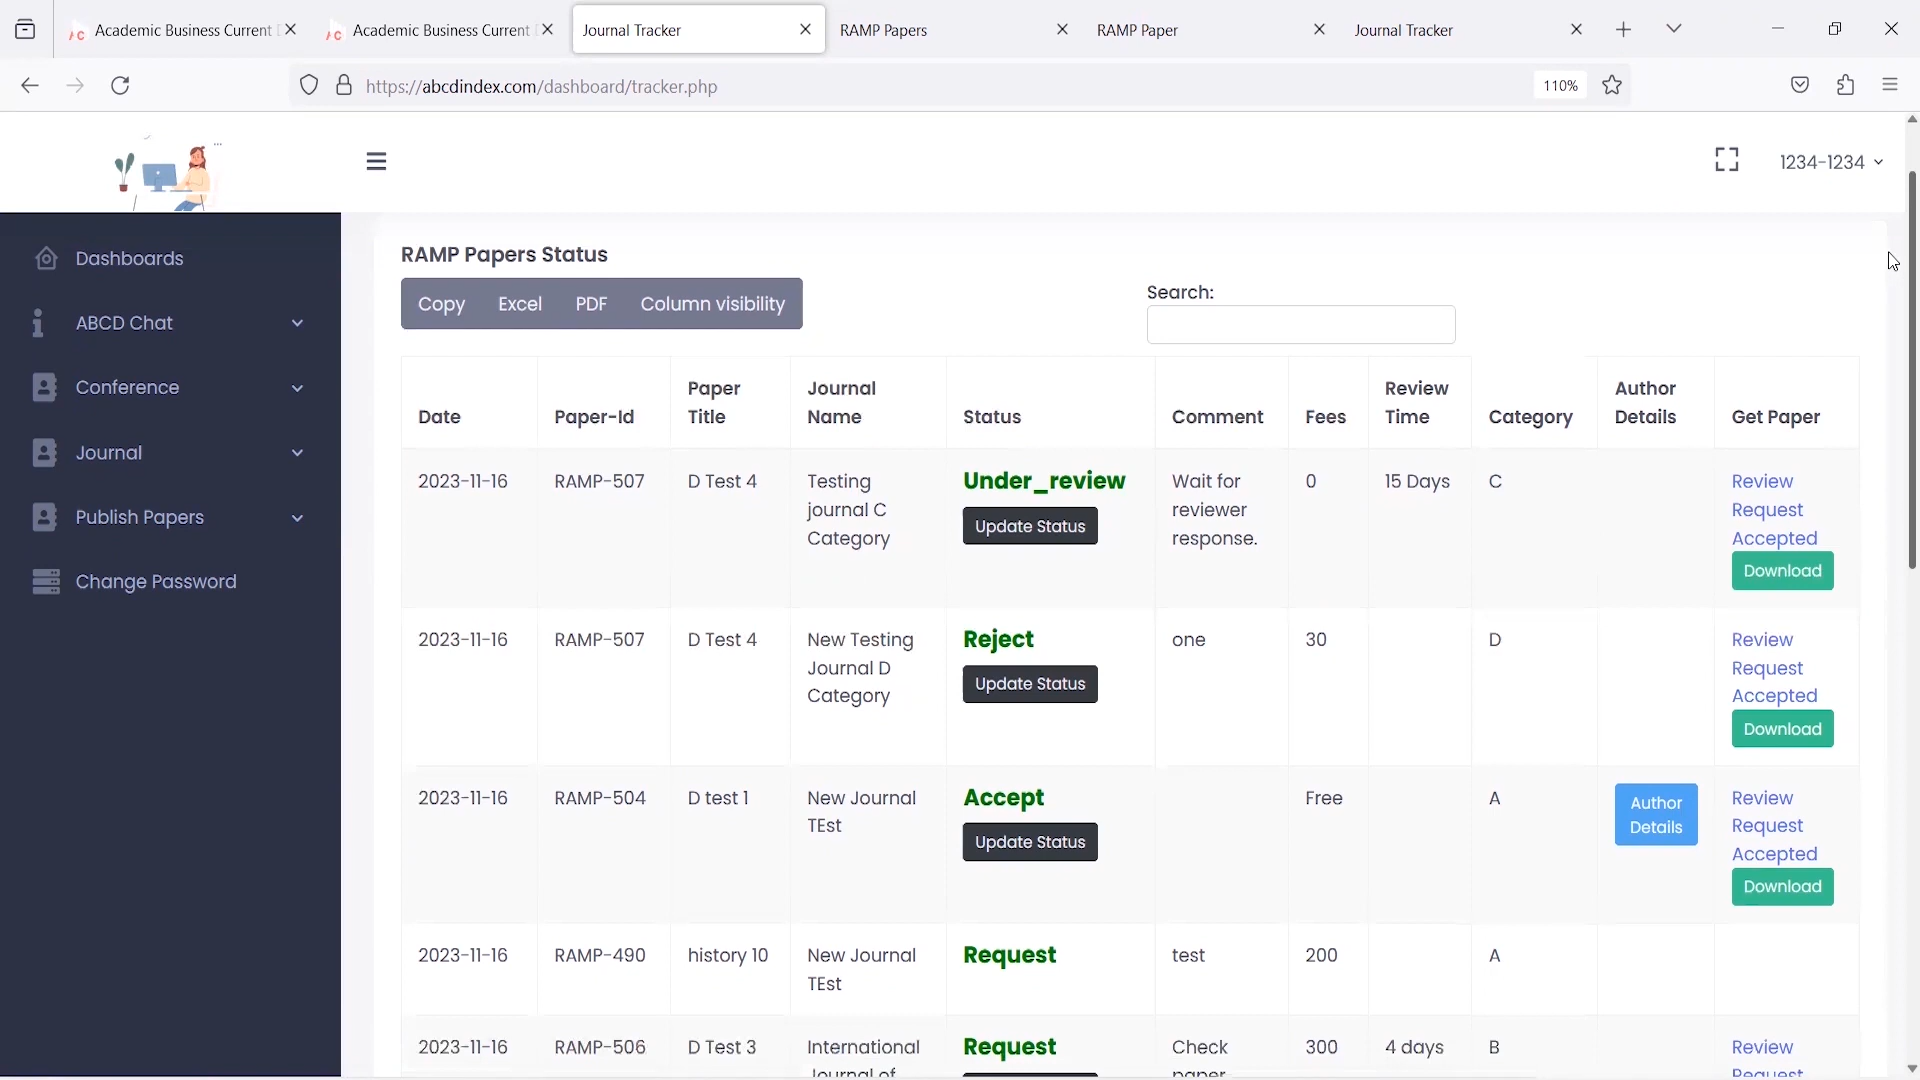 Academic Business Current
Academic Business Current
Journal Tracker
RAMP Papers
RAMP Paper
Journal Tracker
https://abcdindex.com/dashboard/tracker.php
110%
1234-1234
Dashboards
ABCD Chat
Conference
Journal
Publish Papers
Change Password
RAMP Papers Status
Copy Excel PDF Column visibility
Search:
Date
Paper-Id
Paper
Title
Journal
Name
Status
Comment
Fees
Review
Time
Category
Author
Details
Get Paper
2023-11-16
RAMP-507
D Test 4
Testing
journal C
Category
Under_review
Update Status
Wait for
reviewer
response.
0
15 Days
C
Review
Request
Accepted
Download
2023-11-16
RAMP-507
D Test 4
New Testing
Journal D
Category
Reject
Update Status
one
30
D
Review
Request
Accepted
Download
2023-11-16
RAMP-504
D test 1
New Journal
TEst
Accept
Update Status
Free
A
Author
Details
Review
Request
Accepted
Download
2023-11-16
RAMP-490
history 10
New Journal
TEst
Request
test
200
A
2023-11-16
RAMP-506
D Test 3
International
Journal of
Request
Check
paper
300
4 days
B
Review
Request